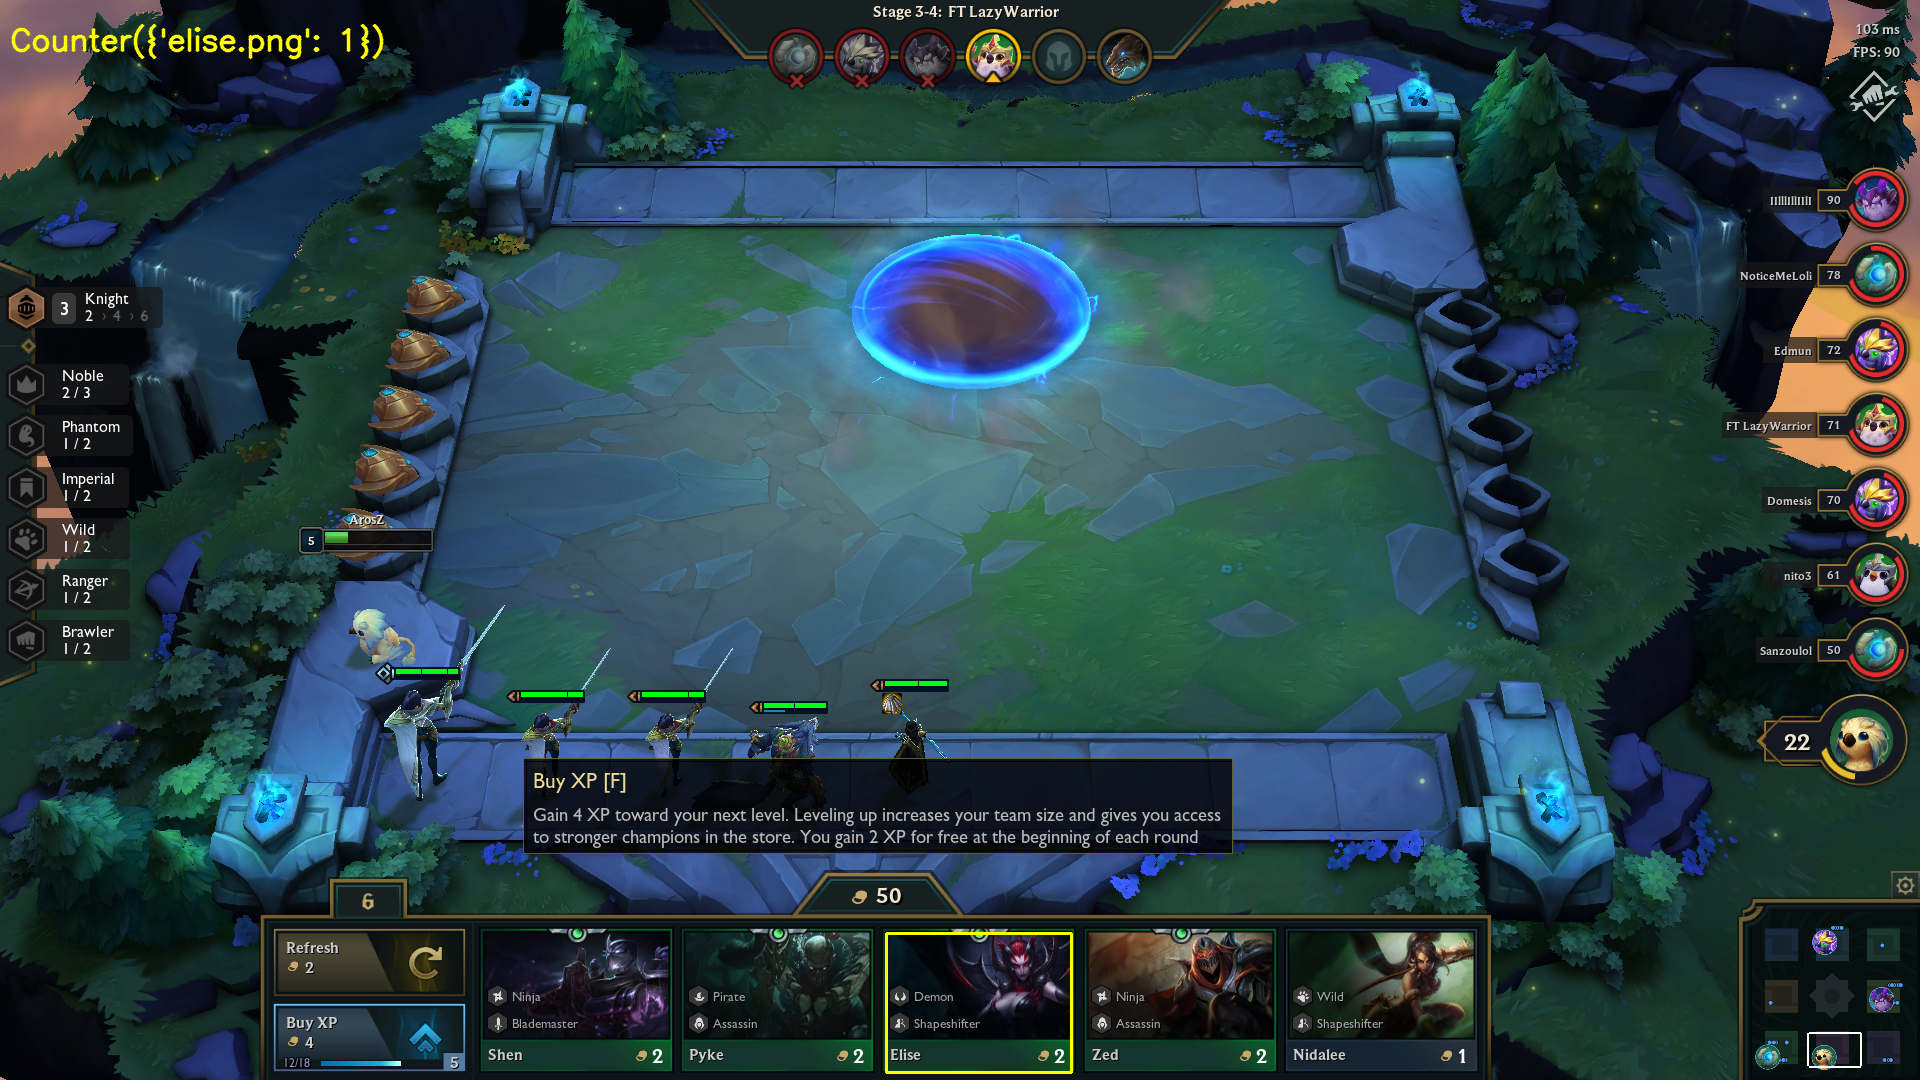 Counter({'elise.png': 1})
Stage 3-4: FT LazyWarrior
103 ms
FPS: 90
IIllIIllIIll 90
NoticeMeLoli 78
Edmun 72
FT LazyWarrior 71
Domesis 70
nito3 61
Sanzoulol 50
22
3
Knight
2 › 4 › 6
Noble
2 / 3
Phantom
1 / 2
Imperial
1 / 2
Wild
1 / 2
Ranger
1 / 2
Brawler
1 / 2
ArosZ
5
Buy XP [F]
Gain 4 XP toward your next level. Leveling up increases your team size and gives you access
to stronger champions in the store. You gain 2 XP for free at the beginning of each round
6
50
Refresh
2
Buy XP
4
12/18
5
Ninja
Blademaster
Shen 2
Pirate
Assassin
Pyke 2
Demon
Shapeshifter
Elise 2
Ninja
Assassin
Zed 2
Wild
Shapeshifter
Nidalee 1